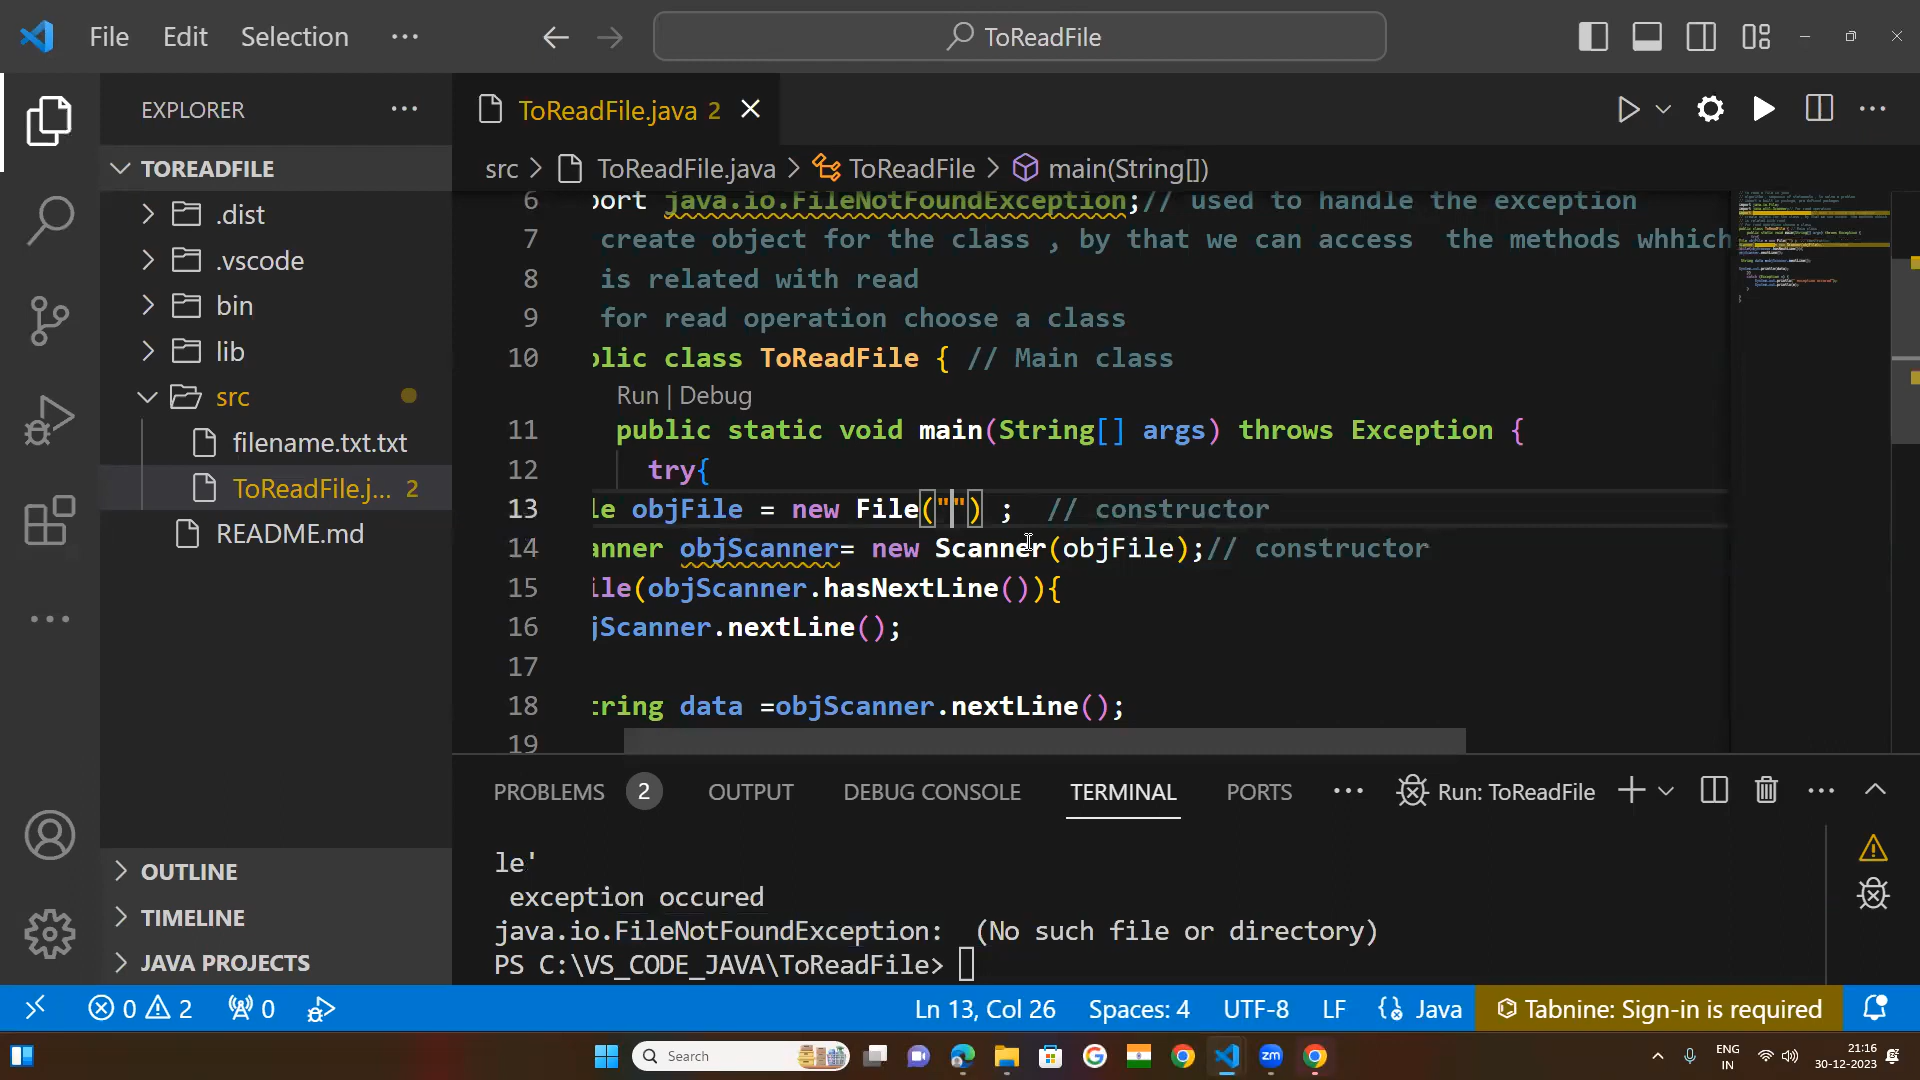 File Edit Selection ··· ToReadFile
EXPLORER ···
TOREADFILE
.dist
.vscode
bin
lib
src
filename.txt.txt
ToReadFile.j... 2
README.md
OUTLINE
TIMELINE
JAVA PROJECTS
ToReadFile.java 2
src > ToReadFile.java > ToReadFile > main(String[])
6 port java.io.FileNotFoundException;// used to handle the exception
7 create object for the class , by that we can access the methods whhich
8 is related with read
9 for read operation choose a class
10 blic class ToReadFile { // Main class
Run | Debug
11 public static void main(String[] args) throws Exception {
12 try{
13 le objFile = new File("") ; // constructor
14 anner objScanner= new Scanner(objFile);// constructor
15 ile(objScanner.hasNextLine()){
16 jScanner.nextLine();
17
18 tring data =objScanner.nextLine();
19
PROBLEMS 2 OUTPUT DEBUG CONSOLE TERMINAL PORTS ··· Run: ToReadFile
le'
exception occured
java.io.FileNotFoundException: (No such file or directory)
PS C:\VS_CODE_JAVA\ToReadFile>
0 2 0 Ln 13, Col 26 Spaces: 4 UTF-8 LF Java Tabnine: Sign-in is required
Search zm ENG IN 21:16 30-12-2023